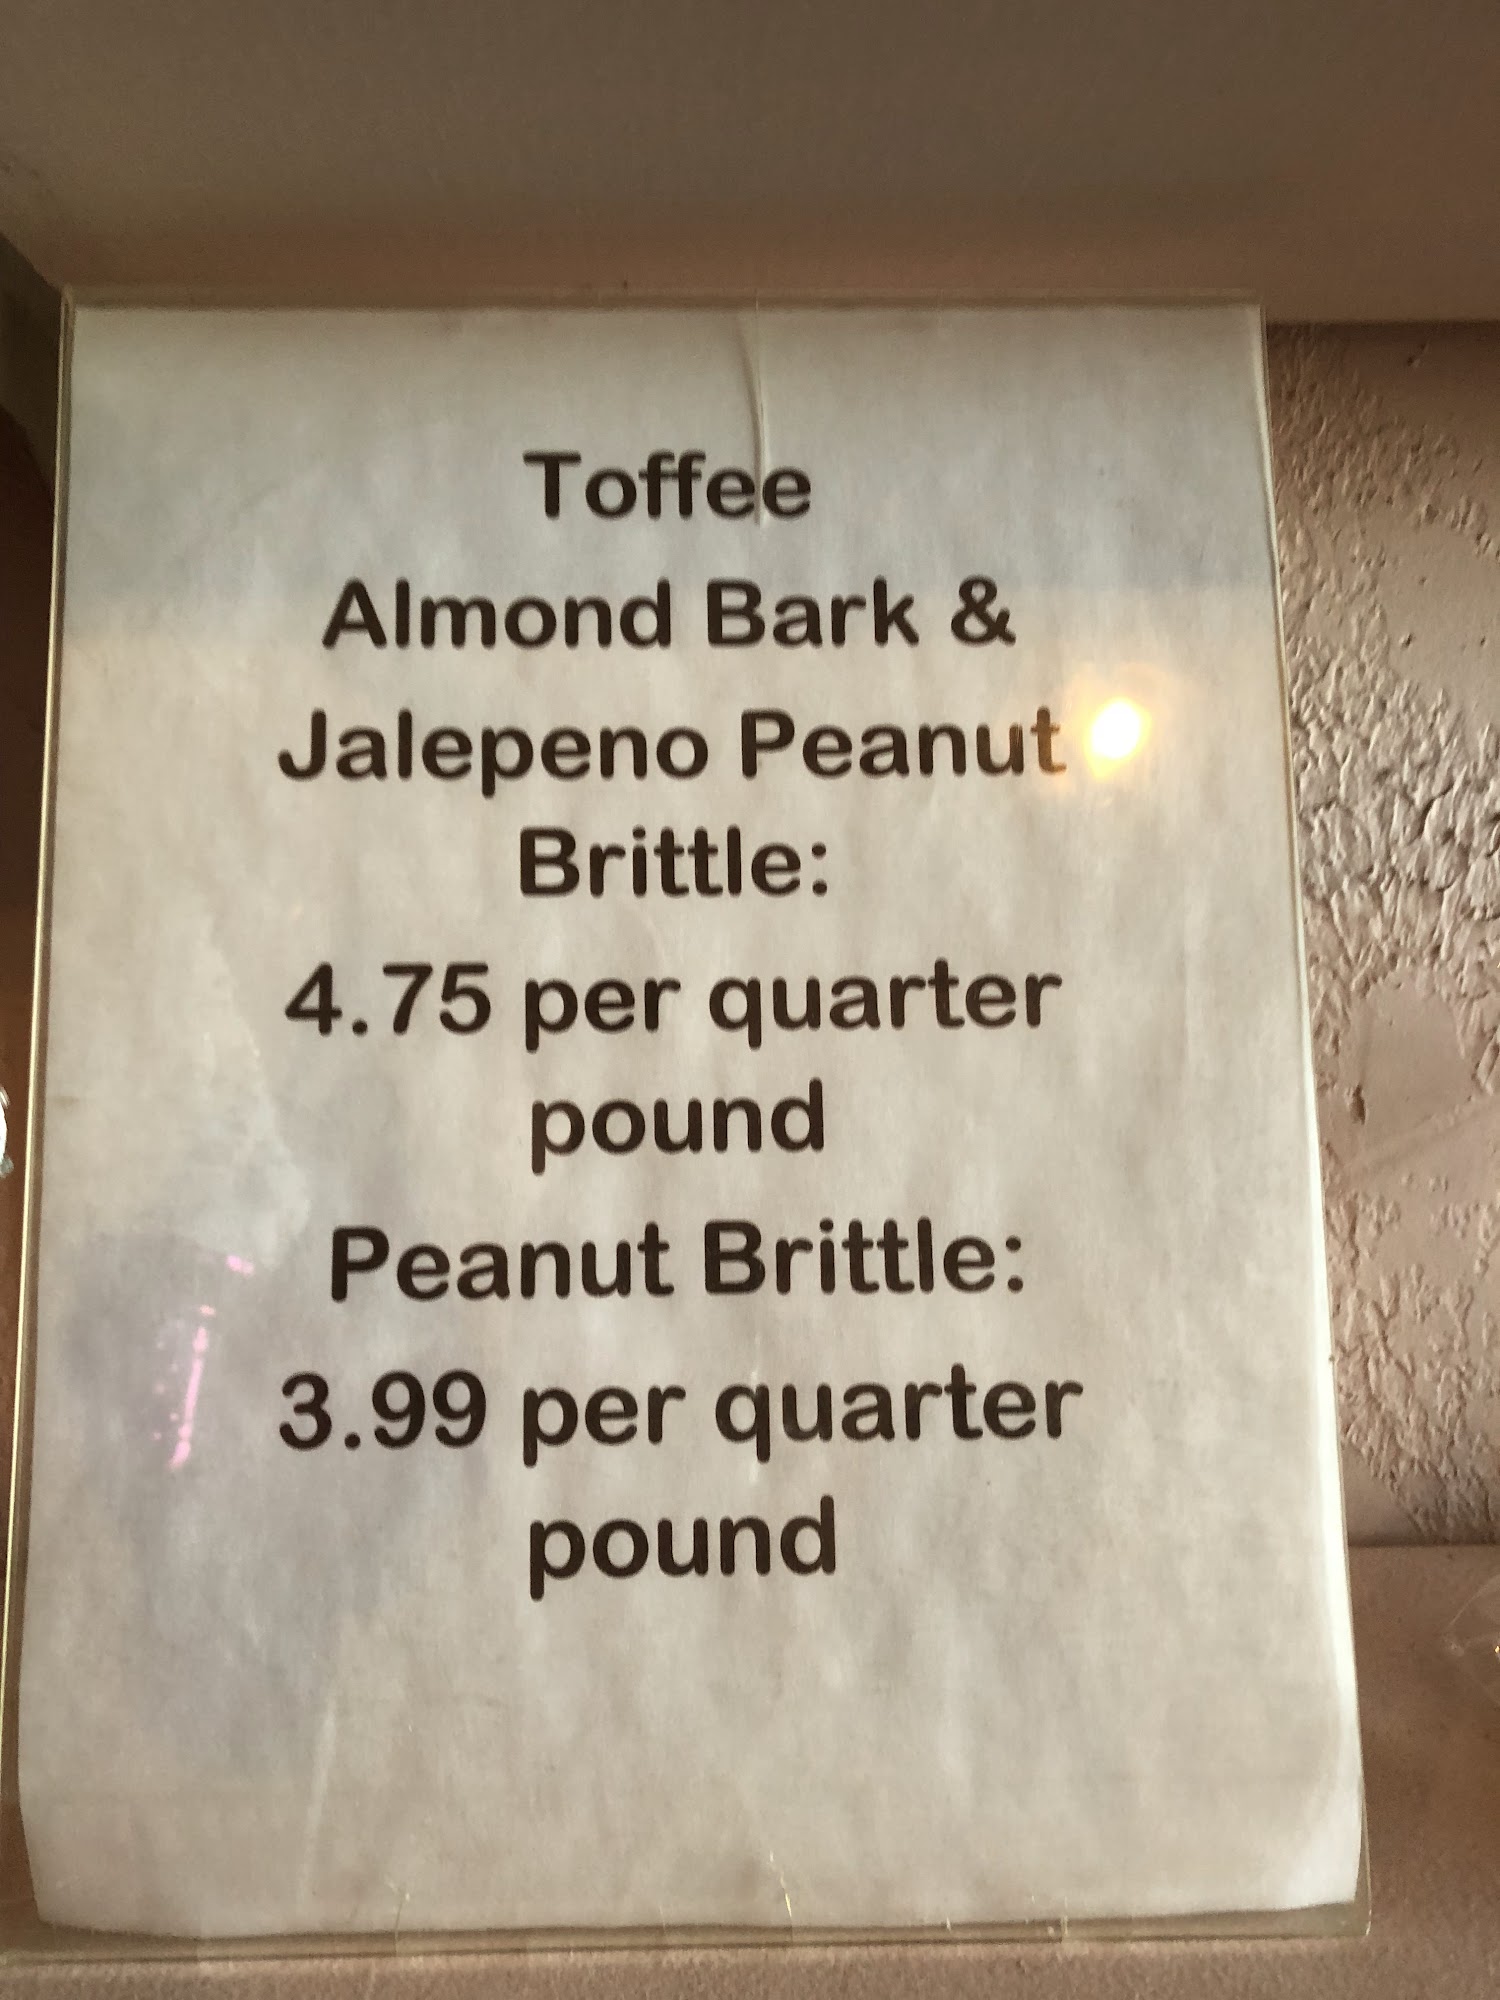 Toffee
Almond Bark &
Jalepeno Peanut
Brittle:
4.75 per quarter
pound
Peanut Brittle:
3.99 per quarter
pound